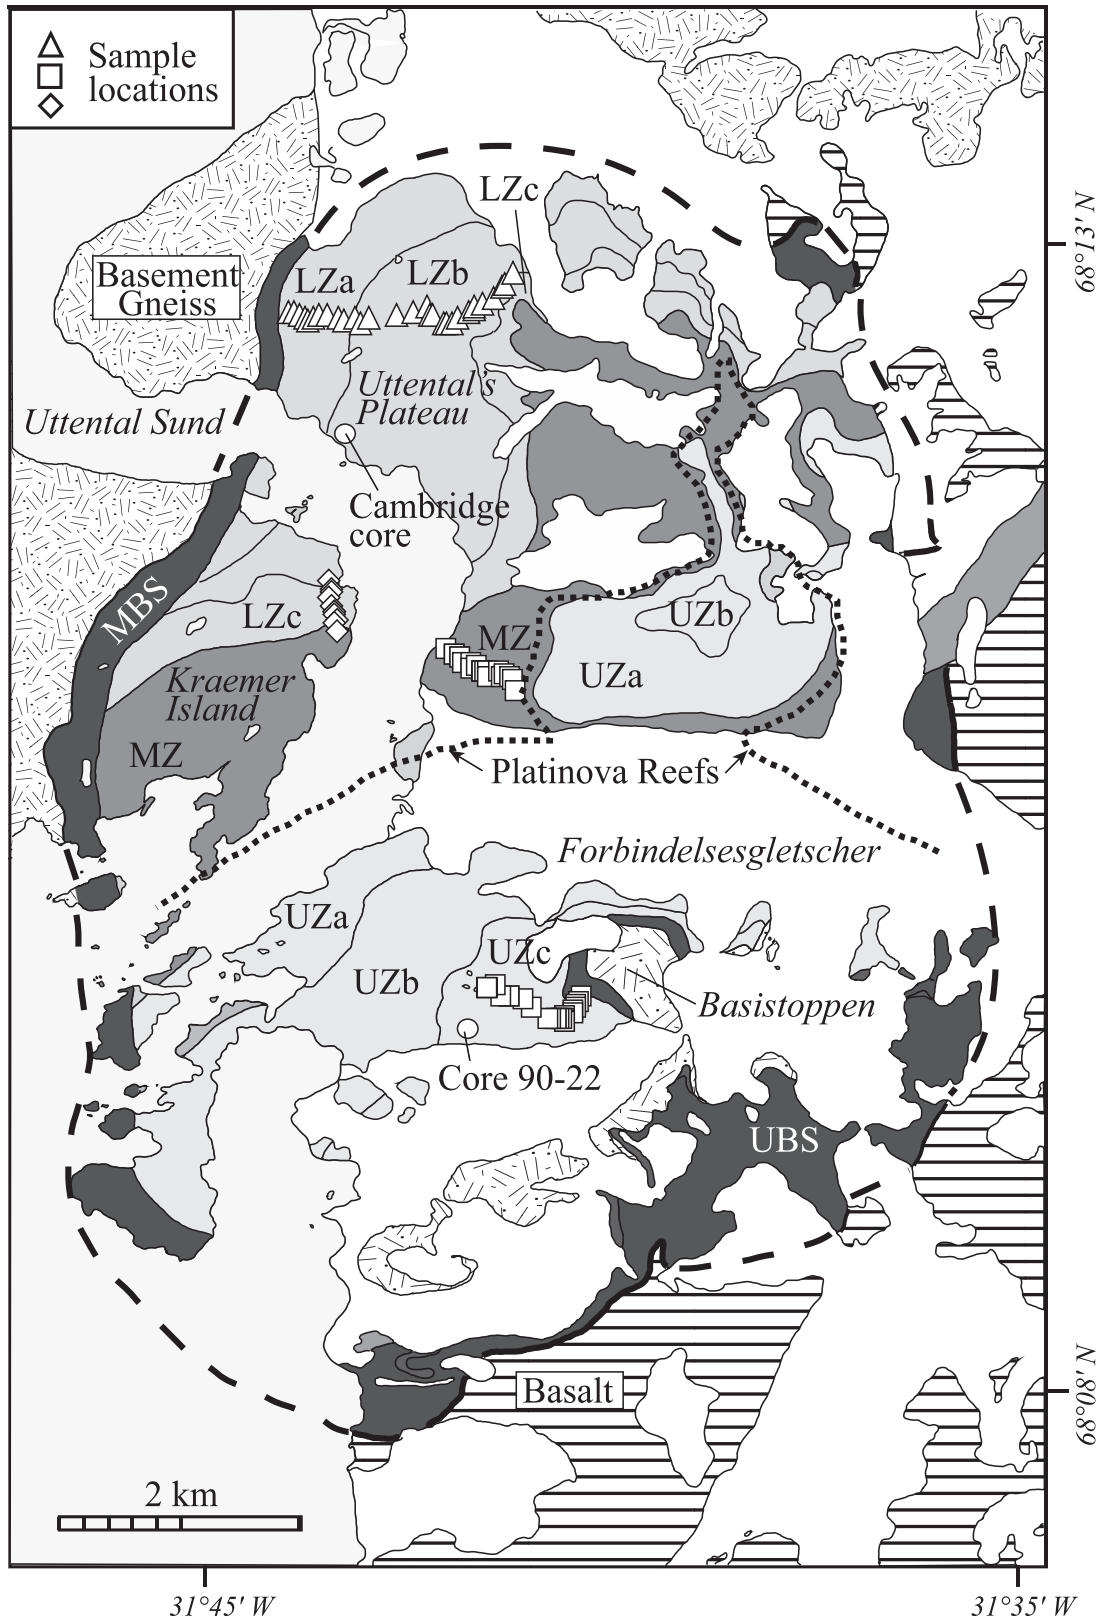 Sample
locations
LZc
68°13' N
LZa
LZb
Basement
Gneiss
Uttental's
Plateau
Uttental Sund
Cambridge
core
MBS
LZc
UZb
MZ
UZa
Kraemer
Island
MZ
Platinova Reefs
Forbindelsesgletscher
UZa
UZc
UZb
Basistoppen
Core 90-22
UBS
68°08' N
Basalt
2 km
31°45' W
31°35' W